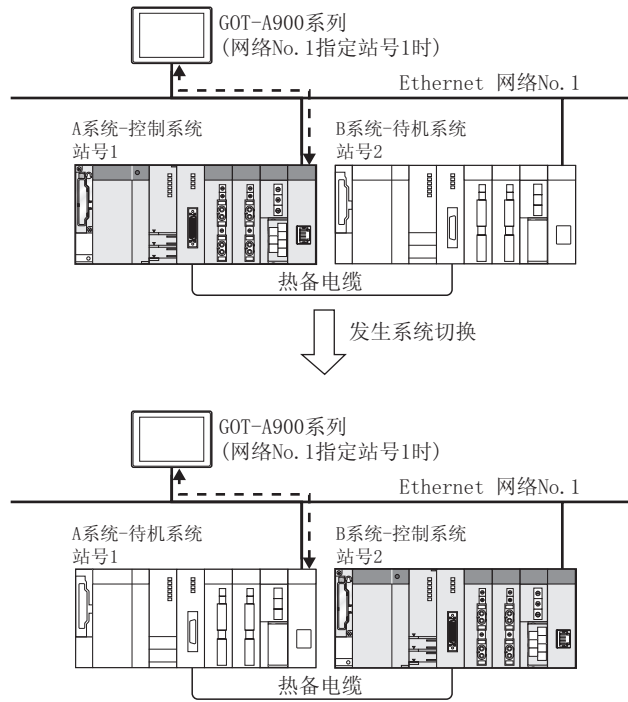 GOT-A900系列
(网络No.1指定站号1时)
Ethernet 网络No.1
A系统-控制系统
站号1
B系统-待机系统
站号2
热备电缆
发生系统切换
GOT-A900系列
(网络No.1指定站号1时)
Ethernet 网络No.1
A系统-待机系统
站号1
B系统-控制系统
站号2
热备电缆